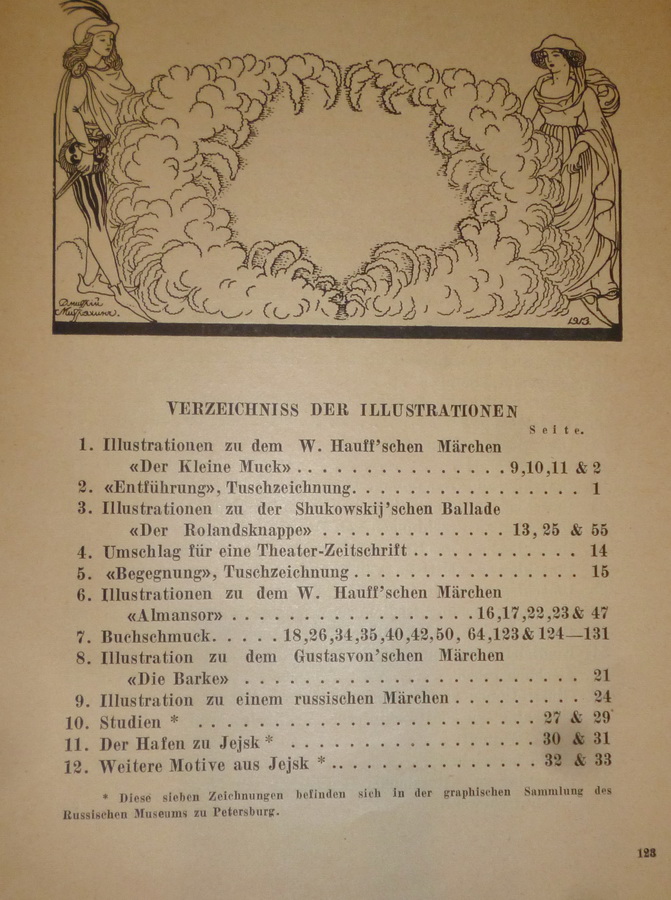 Дмитрій
Митрохинъ.
1913.
VERZEICHNISS DER ILLUSTRATIONEN
Seite.
1. Illustrationen zu dem W. Hauff'schen Märchen
«Der Kleine Muck» . . . . . . . . . . . . . . . . 9,10,11 & 2
2. «Entführung», Tuschzeichnung. . . . . . . . . . . . . . . . 1
3. Illustrationen zu der Shukowskij'schen Ballade
«Der Rolandsknappe» . . . . . . . . . . . . . 13, 25 & 55
4. Umschlag für eine Theater-Zeitschrift . . . . . . . . . . . . 14
5. «Begegnung», Tuschzeichnung . . . . . . . . . . . . . . . . 15
6. Illustrationen zu dem W. Hauff'schen Märchen
«Almansor» . . . . . . . . . . . . . . . . . . 16,17,22,23 & 47
7. Buchschmuck. . . . . . 18,26,34,35,40,42,50, 64,123 & 124—131
8. Illustration zu dem Gustasvon'schen Märchen
«Die Barke» . . . . . . . . . . . . . . . . . . . . . . . . 21
9. Illustration zu einem russischen Märchen . . . . . . . . . 24
10. Studien * . . . . . . . . . . . . . . . . . . . . . . . 27 & 29
11. Der Hafen zu Jejsk * . . . . . . . . . . . . . . . . . 30 & 31
12. Weitere Motive aus Jejsk * . . . . . . . . . . . . . . . 32 & 33
* Diese sieben Zeichnungen befinden sich in der graphischen Sammlung des
Russischen Museums zu Petersburg.
123